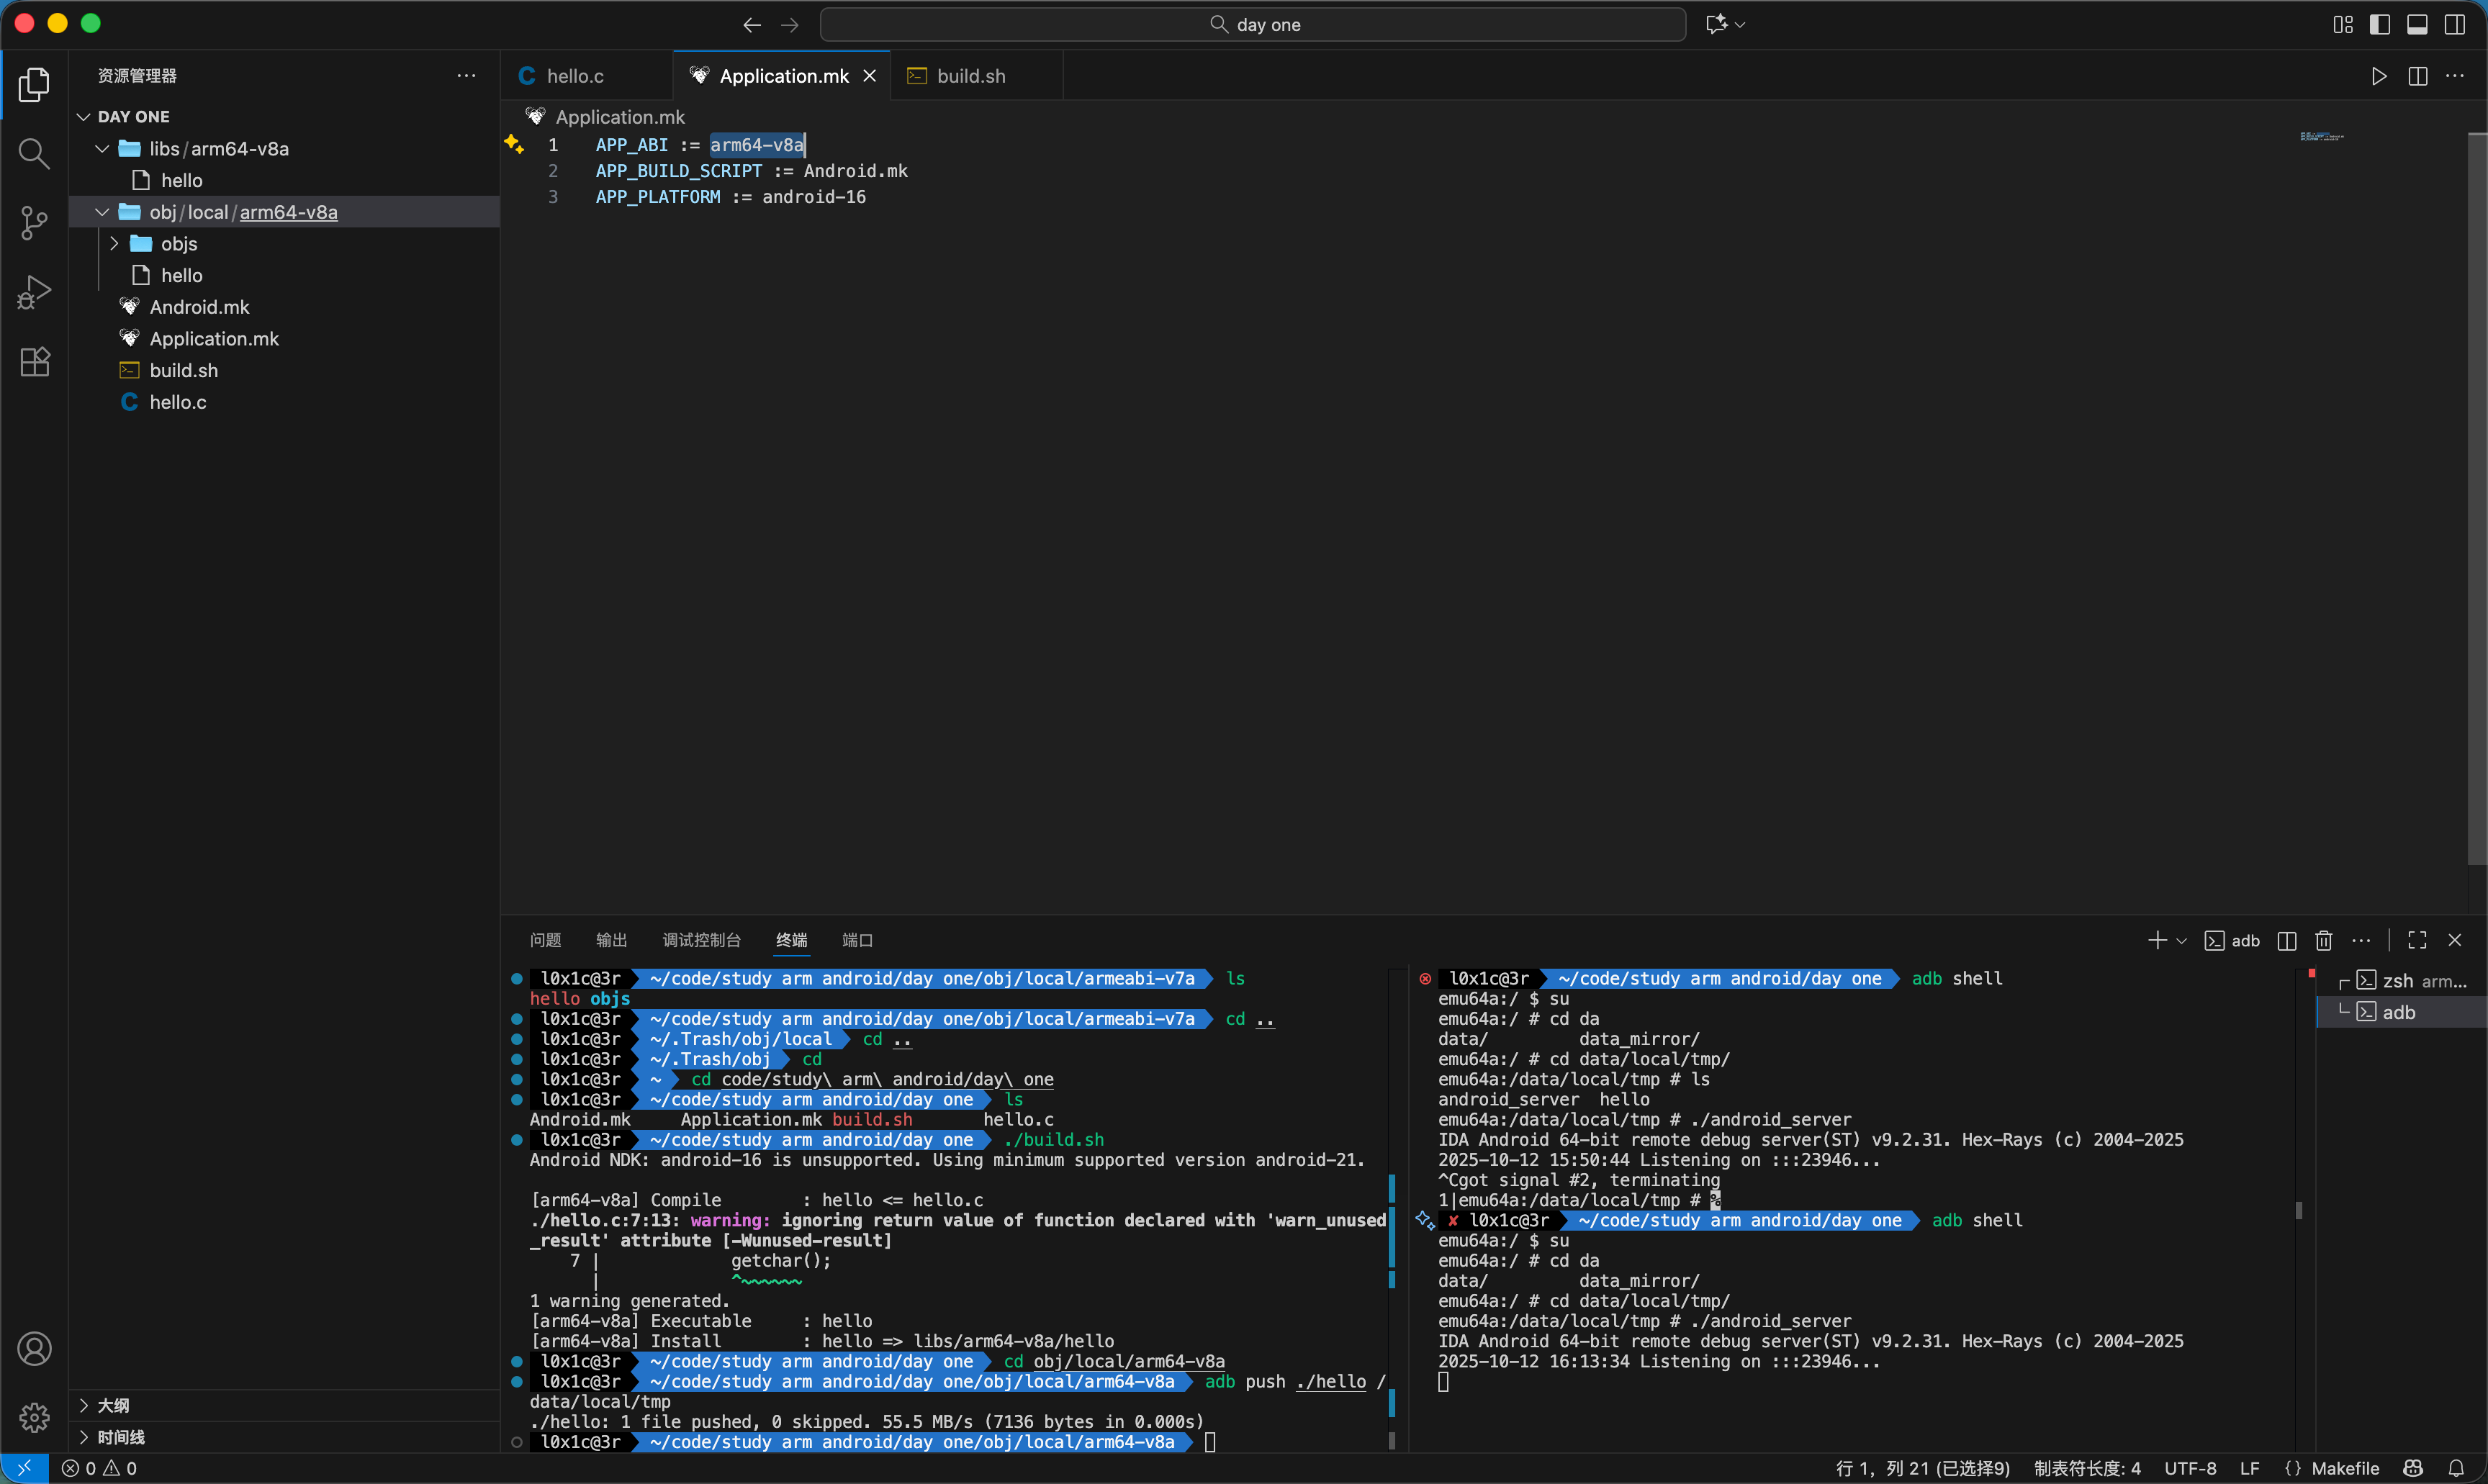 day one
资源管理器
DAY ONE
libs/arm64-v8a
hello
obj/local/arm64-v8a
objs
hello
Android.mk
Application.mk
build.sh
hello.c
大纲
时间线
hello.c
Application.mk
build.sh
Application.mk
1 APP_ABI := arm64-v8a
2 APP_BUILD_SCRIPT := Android.mk
3 APP_PLATFORM := android-16
问题 输出 调试控制台 终端 端口
adb
l0x1c@3r ~/code/study arm android/day one/obj/local/armeabi-v7a ls
hello objs
l0x1c@3r ~/code/study arm android/day one/obj/local/armeabi-v7a cd ..
l0x1c@3r ~/.Trash/obj/local cd ..
l0x1c@3r ~/.Trash/obj cd
l0x1c@3r ~ cd code/study\ arm\ android/day\ one
l0x1c@3r ~/code/study arm android/day one ls
Android.mk Application.mk build.sh hello.c
l0x1c@3r ~/code/study arm android/day one ./build.sh
Android NDK: android-16 is unsupported. Using minimum supported version android-21.
[arm64-v8a] Compile : hello <= hello.c
./hello.c:7:13: warning: ignoring return value of function declared with 'warn_unused
_result' attribute [-Wunused-result]
7 | getchar();
| ^~~~~~~
1 warning generated.
[arm64-v8a] Executable : hello
[arm64-v8a] Install : hello => libs/arm64-v8a/hello
l0x1c@3r ~/code/study arm android/day one cd obj/local/arm64-v8a
l0x1c@3r ~/code/study arm android/day one/obj/local/arm64-v8a adb push ./hello /
data/local/tmp
./hello: 1 file pushed, 0 skipped. 55.5 MB/s (7136 bytes in 0.000s)
l0x1c@3r ~/code/study arm android/day one/obj/local/arm64-v8a
l0x1c@3r ~/code/study arm android/day one adb shell
emu64a:/ $ su
emu64a:/ # cd da
data/ data_mirror/
emu64a:/ # cd data/local/tmp/
emu64a:/data/local/tmp # ls
android_server hello
emu64a:/data/local/tmp # ./android_server
IDA Android 64-bit remote debug server(ST) v9.2.31. Hex-Rays (c) 2004-2025
2025-10-12 15:50:44 Listening on :::23946...
^Cgot signal #2, terminating
1|emu64a:/data/local/tmp # %
✘ l0x1c@3r ~/code/study arm android/day one adb shell
emu64a:/ $ su
emu64a:/ # cd da
data/ data_mirror/
emu64a:/ # cd data/local/tmp/
emu64a:/data/local/tmp # ./android_server
IDA Android 64-bit remote debug server(ST) v9.2.31. Hex-Rays (c) 2004-2025
2025-10-12 16:13:34 Listening on :::23946...
zsh arm...
adb
0 0
行 1, 列 21 (已选择9) 制表符长度: 4 UTF-8 LF {} Makefile